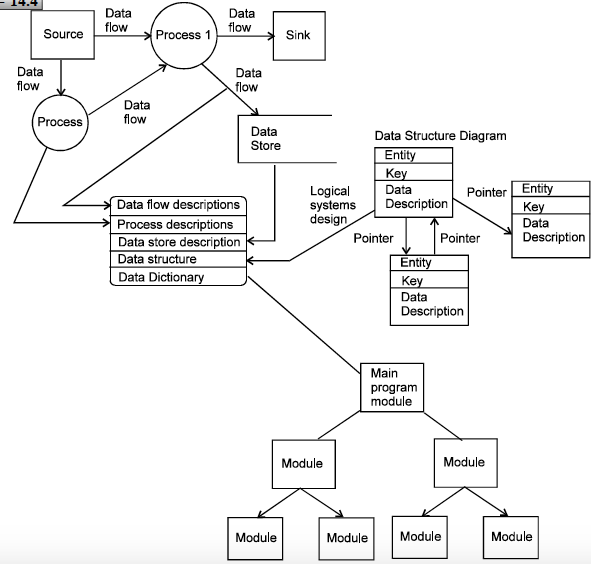 14.4
Data
flow
Data
flow
Source
Process 1
Sink
Data
flow
Data
flow
Process
Data
flow
Data
Store
Data Structure Diagram
Entity
Key
Data
Description
Pointer
Entity
Key
Data
Description
Logical
systems
design
Pointer
Pointer
Entity
Key
Data
Description
Data flow descriptions
Process descriptions
Data store description
Data structure
Data Dictionary
Main
program
module
Module
Module
Module
Module
Module
Module